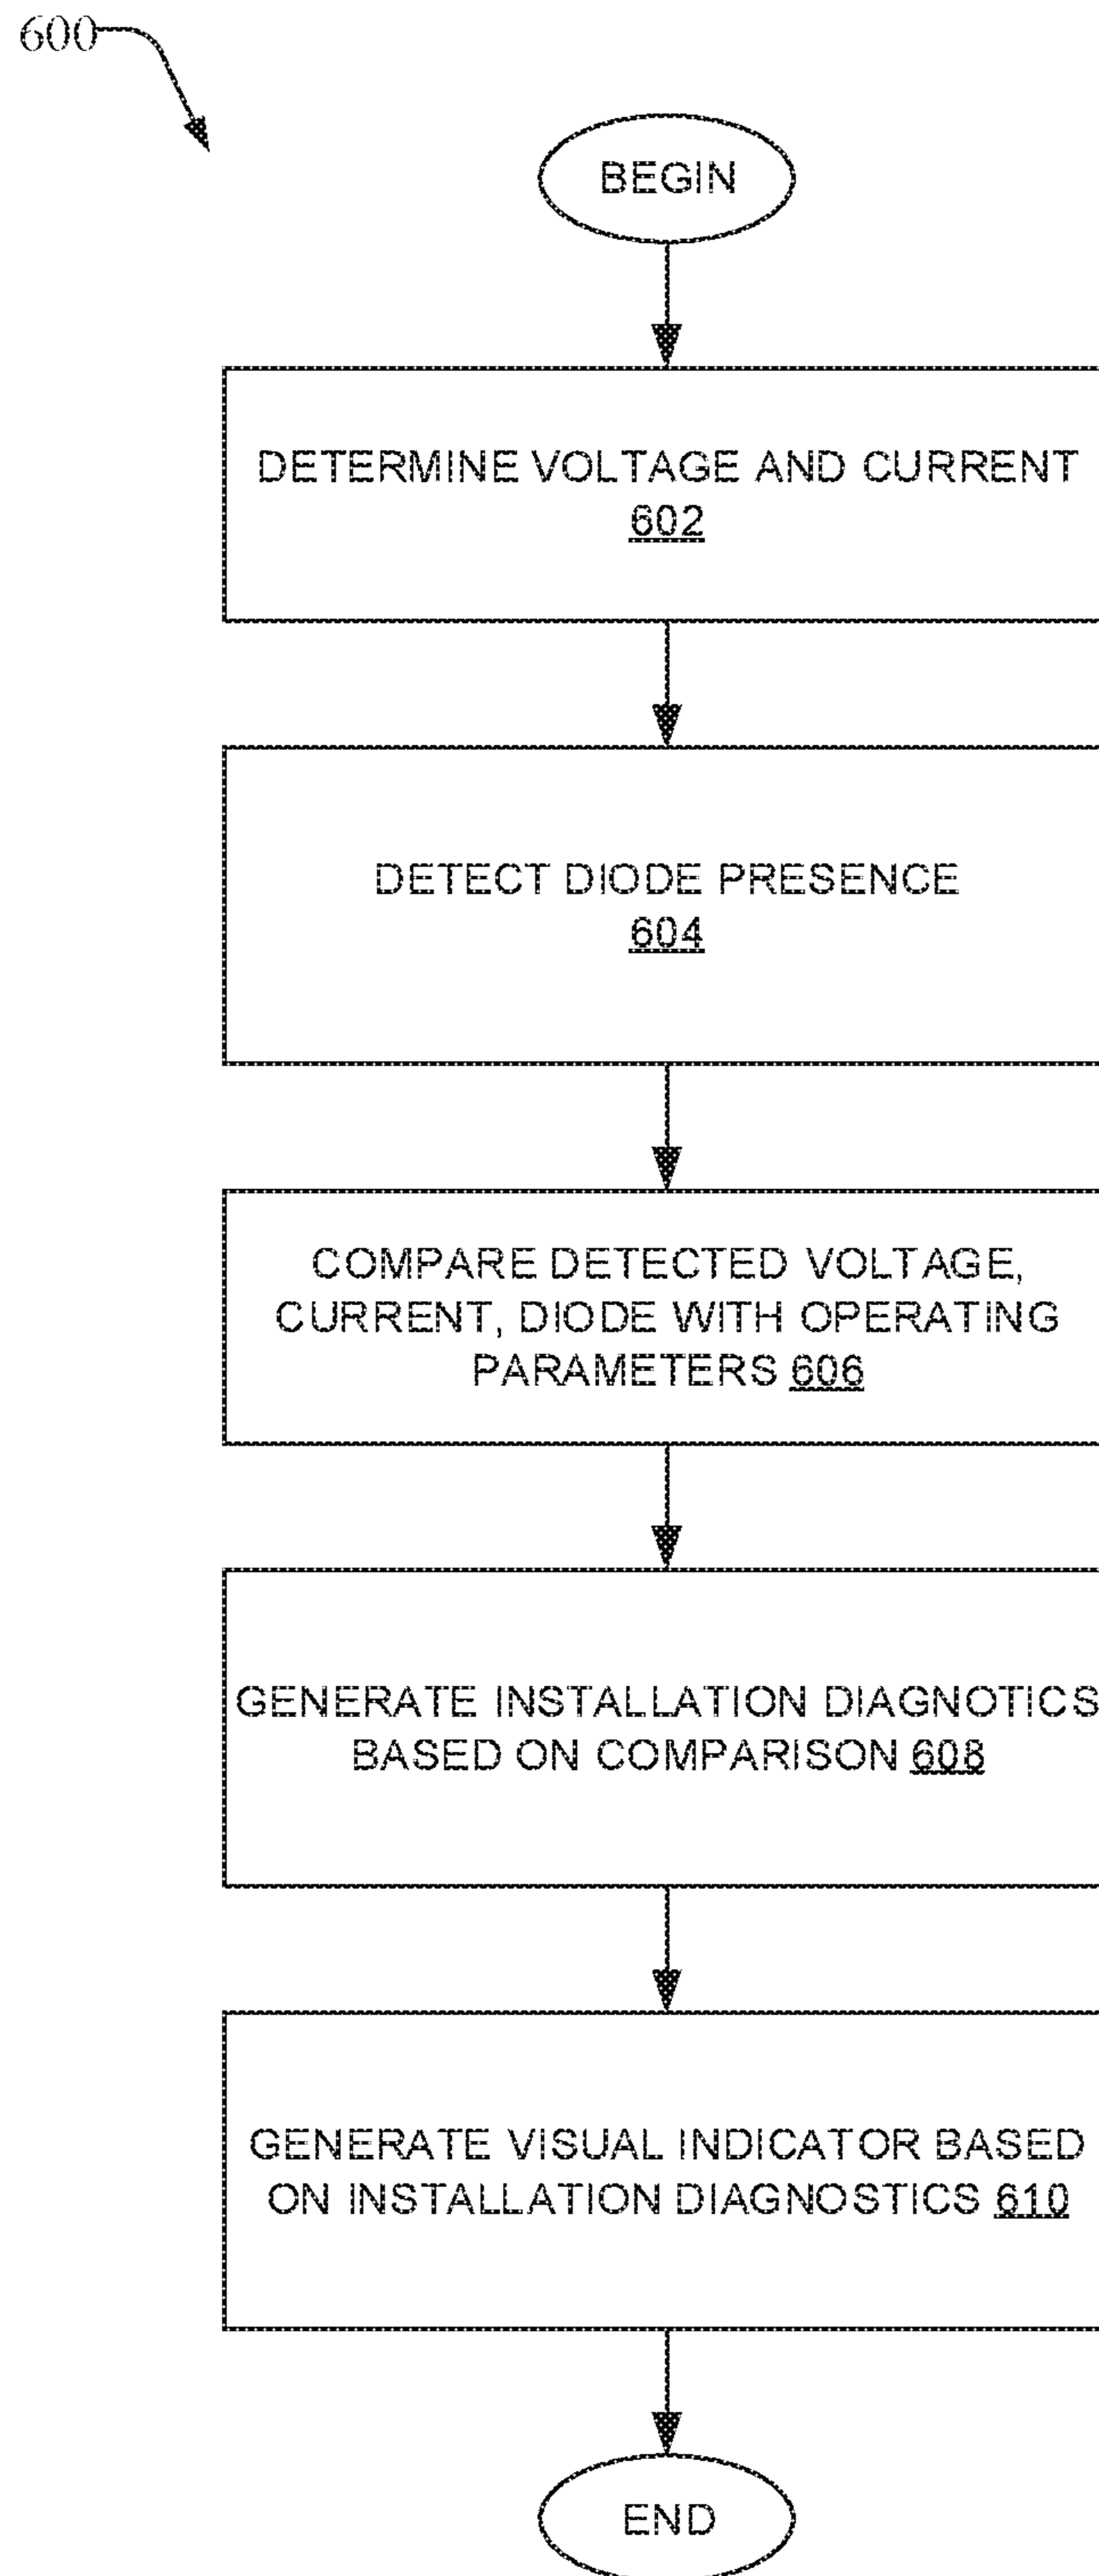 600
BEGIN
DETERMINE VOLTAGE AND CURRENT
602
DETECT DIODE PRESENCE
604
COMPARE DETECTED VOLTAGE,
CURRENT, DIODE WITH OPERATING
PARAMETERS 606
GENERATE INSTALLATION DIAGNOTICS
BASED ON COMPARISON 608
GENERATE VISUAL INDICATOR BASED
ON INSTALLATION DIAGNOSTICS 610
END